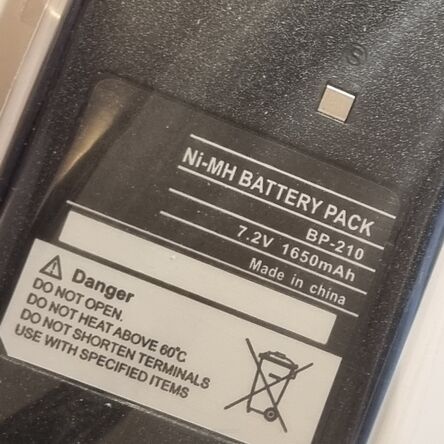 Ni-MH BATTERY PACK
BP-210
7.2V 1650mAh
Made in china
Danger
DO NOT OPEN.
DO NOT HEAT ABOVE 60℃
DO NOT SHORTEN TERMINALS
USE WITH SPECIFIED ITEMS